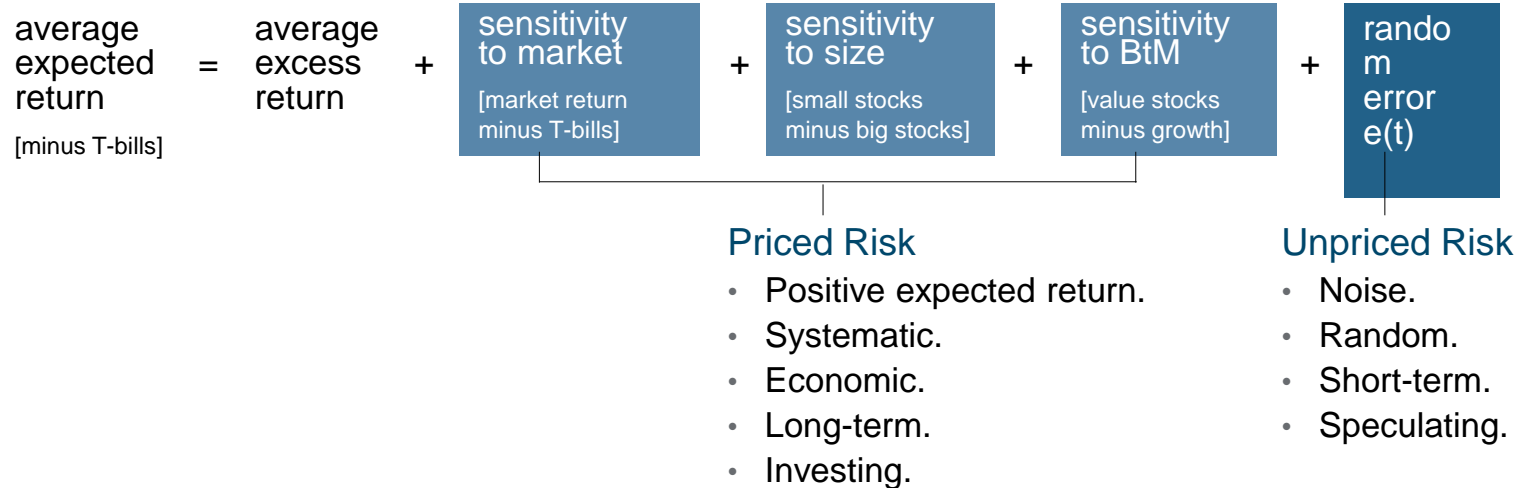 average
expected
return
[minus T-bills]
=
average
excess
return
+
sensitivity
to market
[market return
minus T-bills]
+
sensitivity
to size
[small stocks
minus big stocks]
+
sensitivity
to BtM
[value stocks
minus growth]
+
rando
m
error
e(t)
Priced Risk
• Positive expected return.
• Systematic.
• Economic.
• Long-term.
• Investing.
Unpriced Risk
• Noise.
• Random.
• Short-term.
• Speculating.